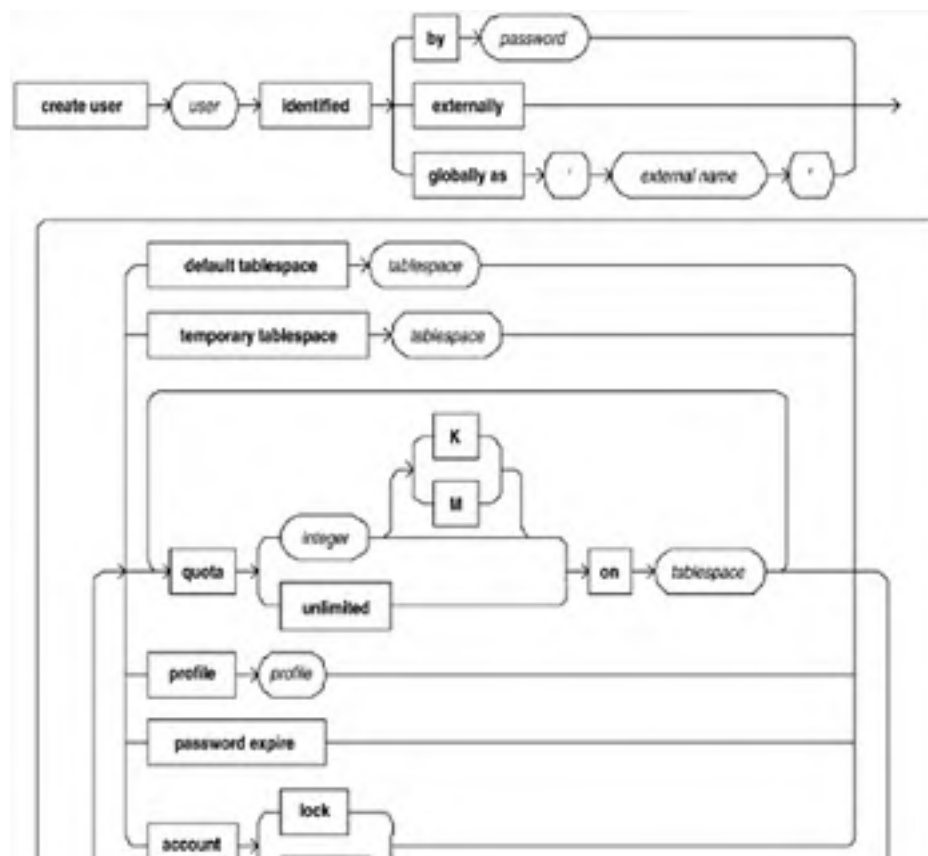 by password
create user user identified externally
globally as ' external name '
default tablespace tablespace
temporary tablespace tablespace
K
M
integer
quota on tablespace
unlimited
profile profile
password expire
lock
account